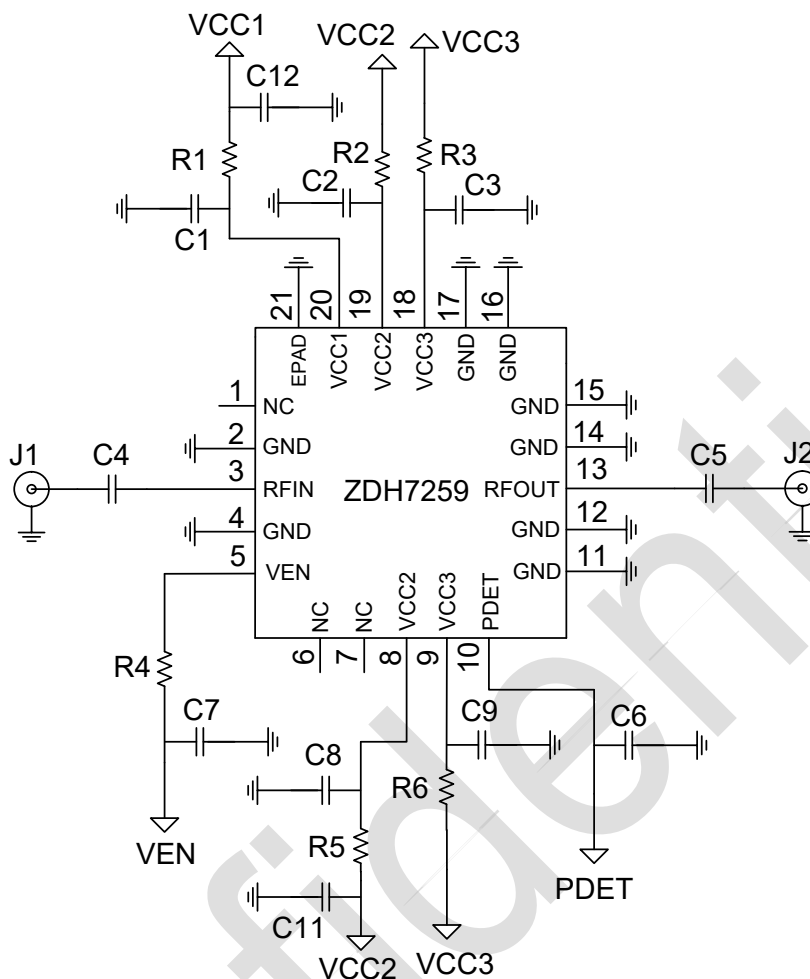 VCC1
VCC2
VCC3
C12
R1
R2
R3
C2
C3
C1
21
20
19
18
17
16
EPAD
VCC1
VCC2
VCC3
GND
GND
1
NC
2
GND
3
RFIN
4
GND
5
VEN
ZDH7259
GND
15
GND
14
RFOUT
13
GND
12
GND
11
J1
C4
C5
J2
NC
NC
VCC2
VCC3
PDET
6
7
8
9
10
R4
C7
C8
C9
C6
R6
R5
VEN
C11
PDET
VCC2
VCC3
fidenti